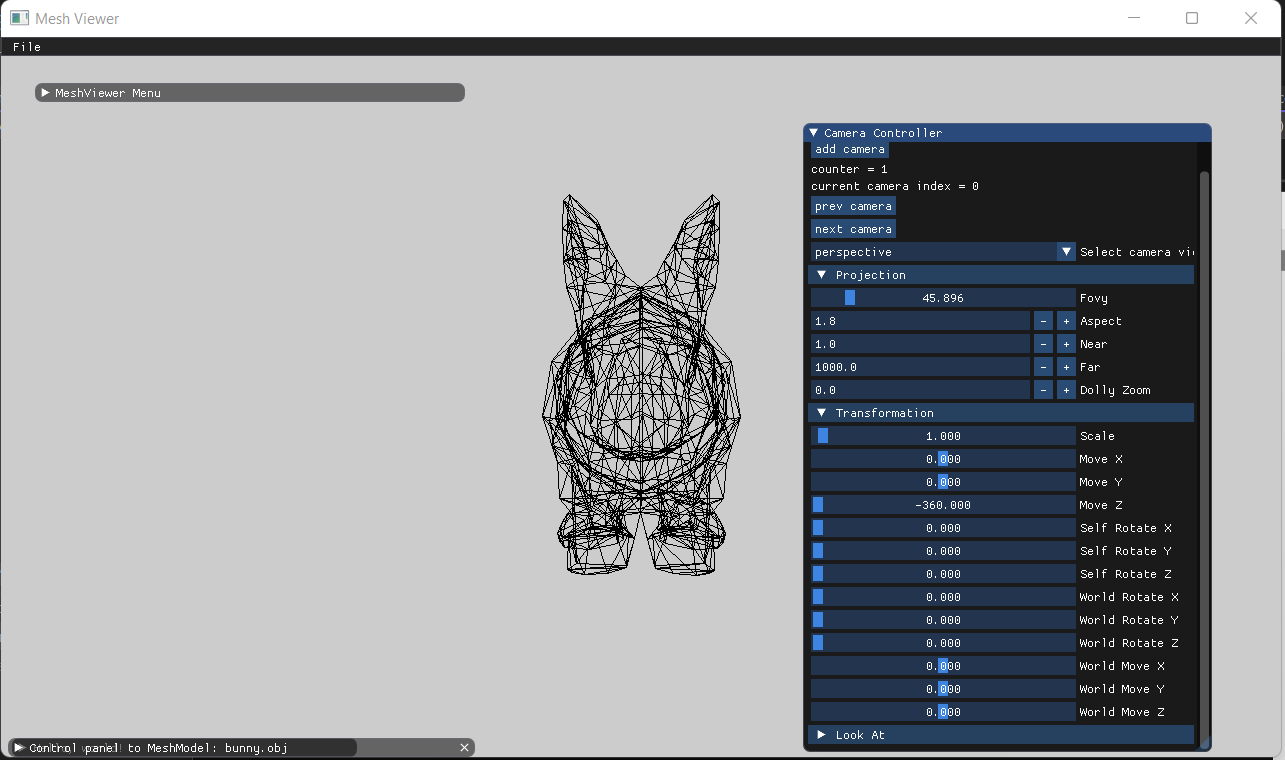 Mesh Viewer
File
MeshViewer Menu
Camera Controller
add camera
counter = 1
current camera index = 0
prev camera
next camera
perspective Select camera vi
Projection
45.896 Fovy
1.8 - + Aspect
1.0 - + Near
1000.0 - + Far
0.0 - + Dolly Zoom
Transformation
1.000 Scale
0.000 Move X
0.000 Move Y
-360.000 Move Z
0.000 Self Rotate X
0.000 Self Rotate Y
0.000 Self Rotate Z
0.000 World Rotate X
0.000 World Rotate Y
0.000 World Rotate Z
0.000 World Move X
0.000 World Move Y
0.000 World Move Z
Look At
Control panel to MeshModel: bunny.obj